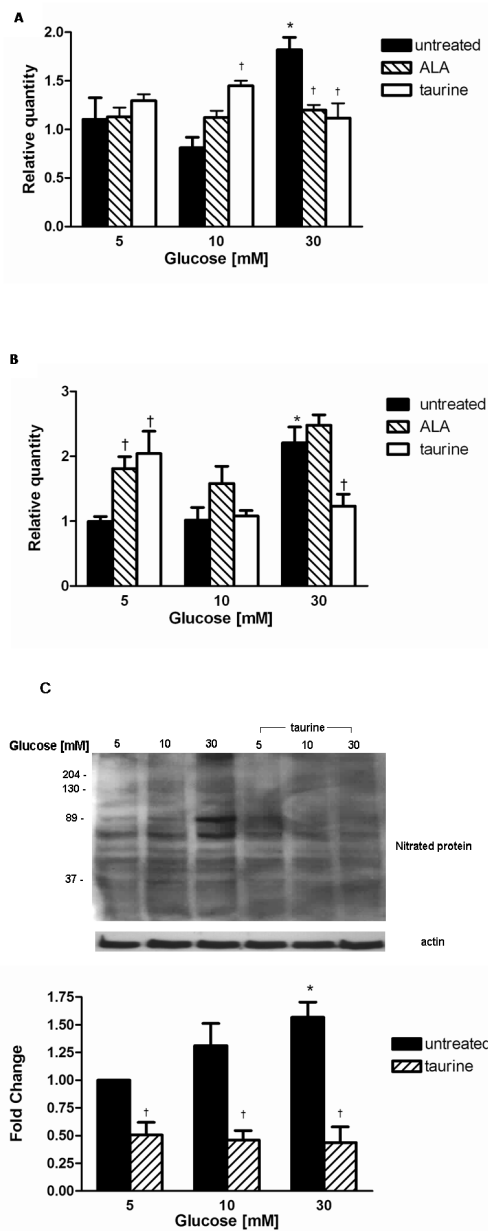 A
2.0
1.5
1.0
0.5
0.0
Relative quantity
*
†
† †
untreated
ALA
taurine
5 10 30
Glucose [mM]
B
3
2
1
0
Relative quantity
† †
*
†
untreated
ALA
taurine
5 10 30
Glucose [mM]
C
taurine
Glucose [mM] 5 10 30 5 10 30
204 -
130 -
89 -
37 -
Nitrated protein
actin
1.75
1.50
1.25
1.00
0.75
0.50
0.25
0.00
Fold Change
*
† † †
untreated
taurine
5 10 30
Glucose [mM]